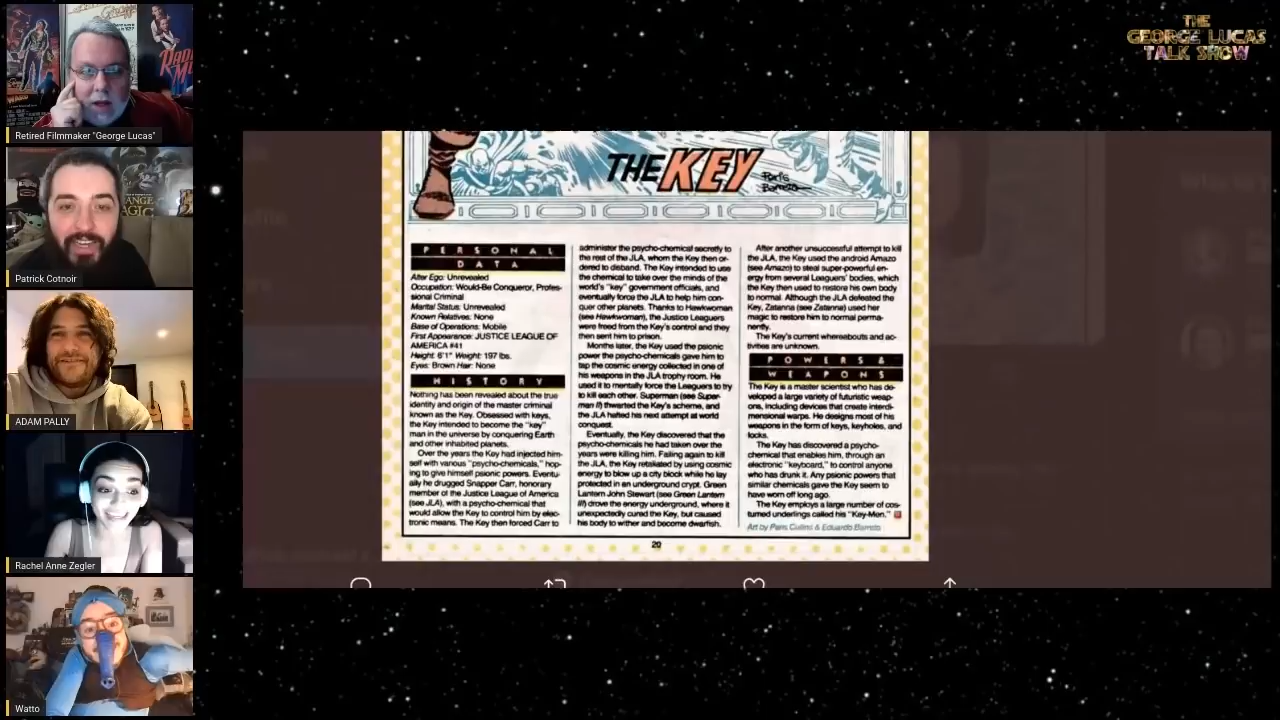 THE
GEORGE LUCAS
TALK SHOW
Retired Filmmaker "George Lucas"
Patrick Cotnoir
ADAM PALLY
Rachel Anne Zegler
Watto
THE KEY
Paris
Barreto
PERSONAL
DATA
Alter Ego: Unrevealed
Occupation: Would-Be Conqueror, Profes-
sional Criminal
Marital Status: Unrevealed
Known Relatives: None
Base of Operations: Mobile
First Appearance: JUSTICE LEAGUE OF
AMERICA #41
Height: 6'1" Weight: 197 lbs.
Eyes: Brown Hair: None
HISTORY
Nothing has been revealed about the true
identity and origin of the master criminal
known as the Key. Obsessed with keys,
the Key intended to become the "key"
man in the universe by conquering Earth
and other inhabited planets.
Over the years the Key had injected him-
self with various "psycho-chemicals," hop-
ing to give himself psionic powers. Eventu-
ally he drugged Snapper Carr, honorary
member of the Justice League of America
(see JLA), with a psycho-chemical that
would allow the Key to control him by elec-
tronic means. The Key then forced Carr to
administer the psycho-chemical secretly to
the rest of the JLA, whom the Key then or-
dered to disband. The Key intended to use
the chemical to take over the minds of the
world's "key" government officials, and
eventually force the JLA to help him con-
quer other planets. Thanks to Hawkwoman
(see Hawkwoman), the Justice Leaguers
were freed from the Key's control and they
then sent him to prison.
Months later, the Key used the psionic
power the psycho-chemicals gave him to
tap the cosmic energy collected in one of
his weapons in the JLA trophy room. He
used it to mentally force the Leaguers to try
to kill each other. Superman (see Super-
man II) thwarted the Key's scheme, and
the JLA halted his next attempt at world
conquest.
Eventually, the Key discovered that the
psycho-chemicals he had taken over the
years were killing him. Failing again to kill
the JLA, the Key retaliated by using cosmic
energy to blow up a city block while he lay
protected in an underground crypt. Green
Lantern John Stewart (see Green Lantern
III) drove the energy underground, where it
unexpectedly cured the Key, but caused
his body to wither and become dwarfish.
After another unsuccessful attempt to kill
the JLA, the Key used the android Amazo
(see Amazo) to steal super-powerful en-
ergy from several Leaguers' bodies, which
the Key then used to restore his own body
to normal. Although the JLA defeated the
Key, Zatanna (see Zatanna) used her
magic to restore him to normal perma-
nently.
The Key's current whereabouts and ac-
tivities are unknown.
POWERS &
WEAPONS
The Key is a master scientist who has de-
veloped a large variety of futuristic weap-
ons, including devices that create interdi-
mensional warps. He designs most of his
weapons in the form of keys, keyholes, and
locks.
The Key has discovered a psycho-
chemical that enables him, through an
electronic "keyboard," to control anyone
who has drunk it. Any psionic powers that
similar chemicals gave the Key seem to
have worn off long ago.
The Key employs a large number of cos-
tumed underlings called his "Key-Men."
Art by Paris Cullins & Eduardo Barreto
20